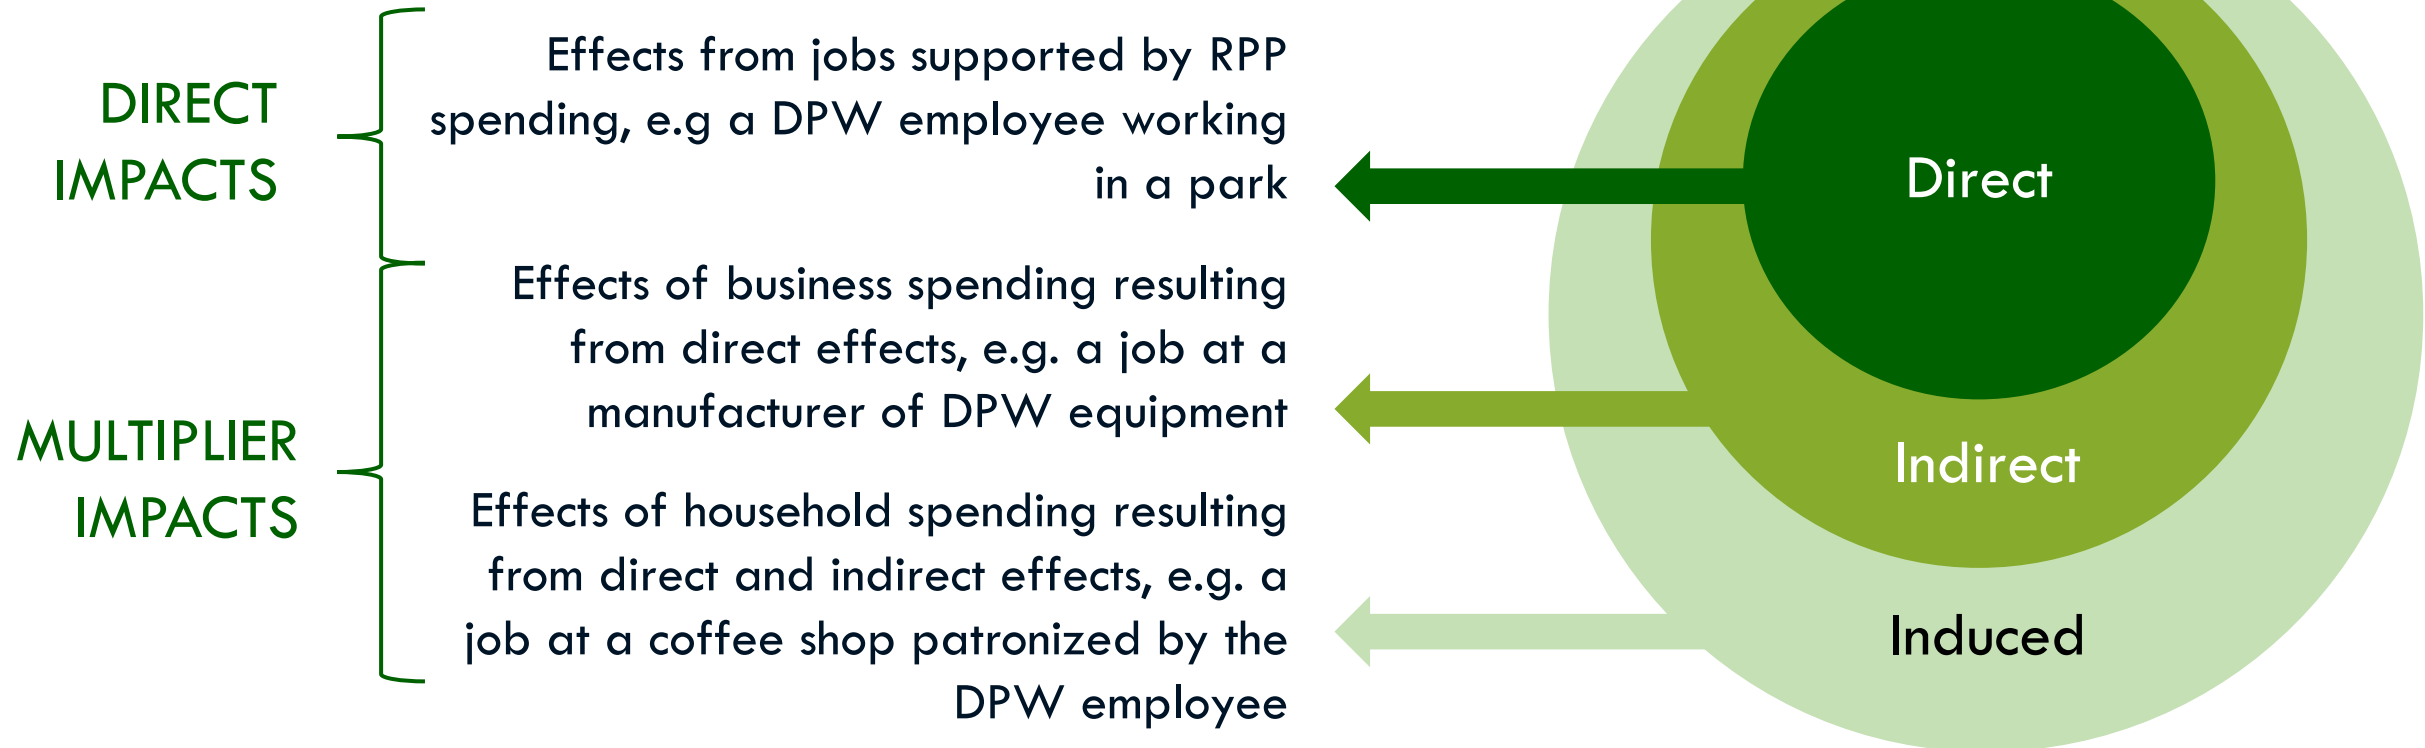 DIRECT
IMPACTS
Effects from jobs supported by RPP
spending, e.g a DPW employee working
in a park
Direct
MULTIPLIER
IMPACTS
Effects of business spending resulting
from direct effects, e.g. a job at a
manufacturer of DPW equipment
Indirect
Effects of household spending resulting
from direct and indirect effects, e.g. a
job at a coffee shop patronized by the
DPW employee
Induced